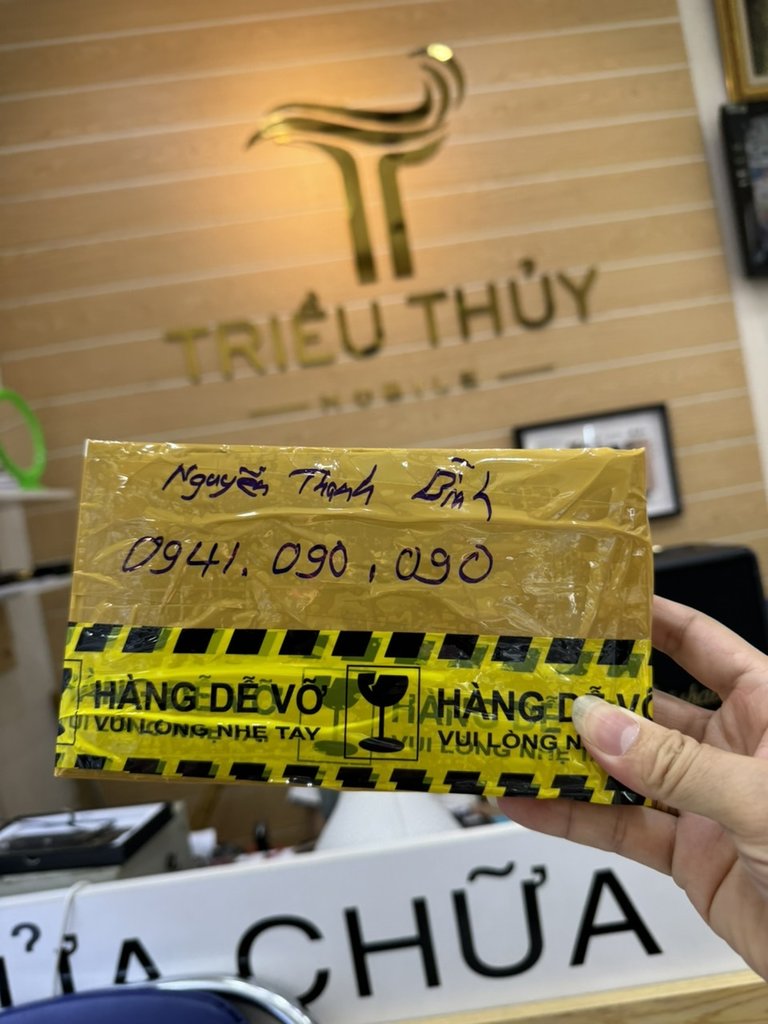 TRIỀU THỦY
MOBILE
Nguyễn Thanh Bình
0941.090.090
HÀNG DỄ VỠ HÀNG DỄ VỠ
VUI LÒNG NHẸ TAY VUI LÒNG N
ỬA CHỮA